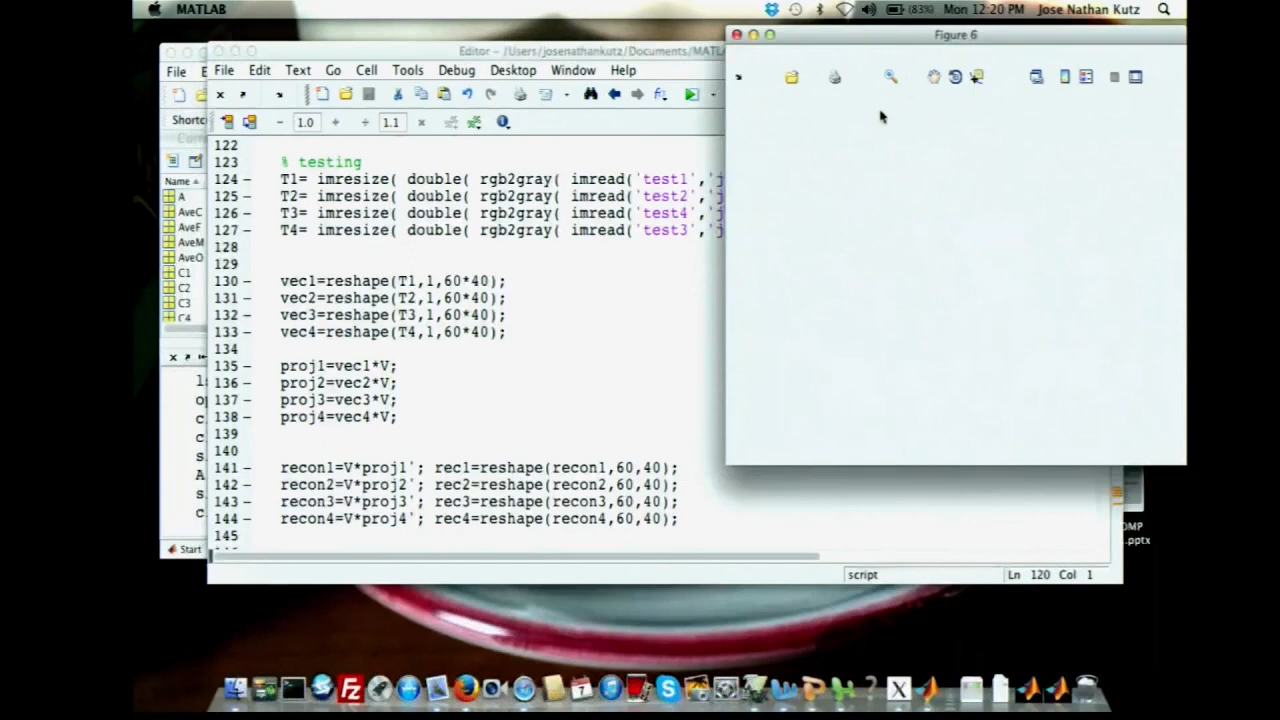 MATLAB
(83%) Mon 12:20 PM Jose Nathan Kutz
Figure 6
Editor - /Users/josenathankutz/Documents/MATL
File
File Edit Text Go Cell Tools Debug Desktop Window Help
Shortc
- 1.0 + ÷ 1.1 ×
Name
A
AveC
AveF
AveM
AveO
C1
C2
C3
C4
122
123 % testing
124 - T1= imresize( double( rgb2gray( imread('test1','j
125 - T2= imresize( double( rgb2gray( imread('test2','j
126 - T3= imresize( double( rgb2gray( imread('test4','j
127 - T4= imresize( double( rgb2gray( imread('test3','j
128
129
130 - vec1=reshape(T1,1,60*40);
131 - vec2=reshape(T2,1,60*40);
132 - vec3=reshape(T3,1,60*40);
133 - vec4=reshape(T4,1,60*40);
134
135 - proj1=vec1*V;
136 - proj2=vec2*V;
137 - proj3=vec3*V;
138 - proj4=vec4*V;
139
140
141 - recon1=V*proj1'; rec1=reshape(recon1,60,40);
142 - recon2=V*proj2'; rec2=reshape(recon2,60,40);
143 - recon3=V*proj3'; rec3=reshape(recon3,60,40);
144 - recon4=V*proj4'; rec4=reshape(recon4,60,40);
145
Start
script
Ln 120 Col 1
.pptx